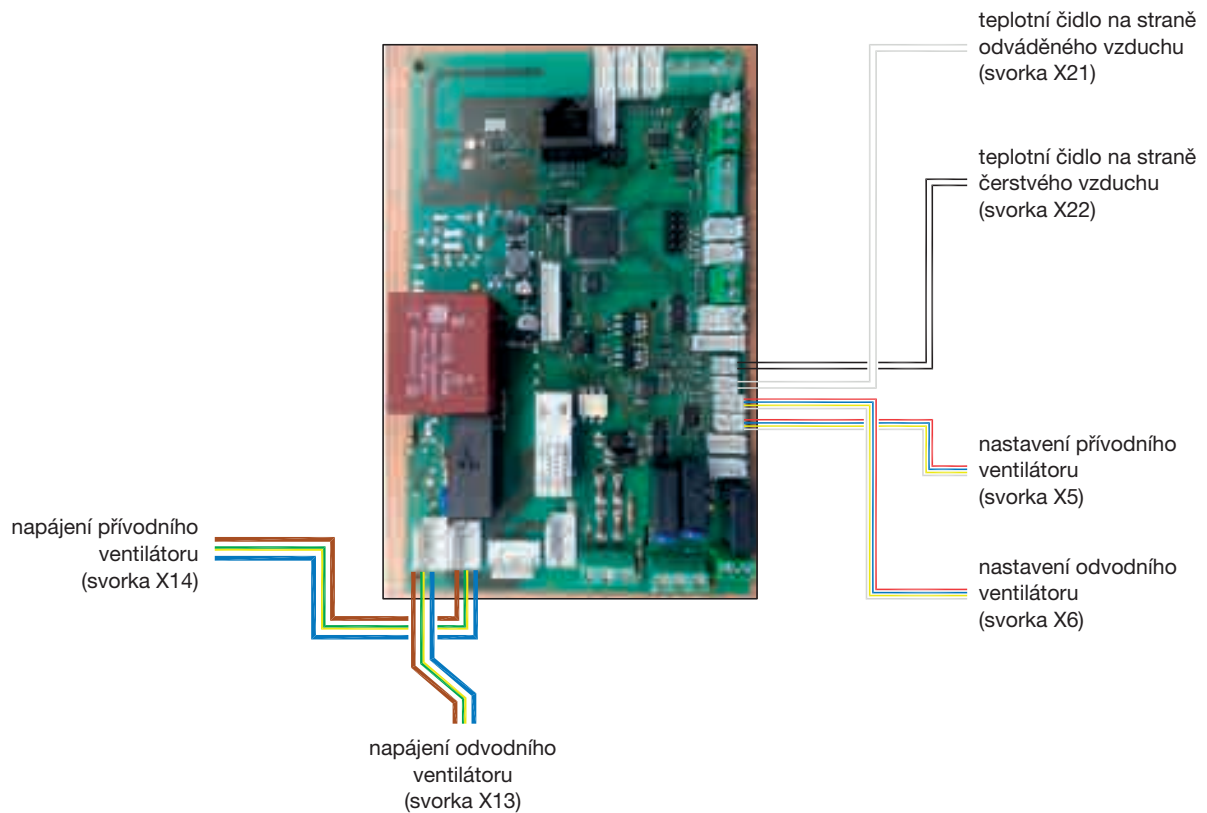 teplotní čidlo na straně
odváděného vzduchu
(svorka X21)
teplotní čidlo na straně
čerstvého vzduchu
(svorka X22)
nastavení přívodního
ventilátoru
(svorka X5)
nastavení odvodního
ventilátoru
(svorka X6)
napájení přívodního
ventilátoru
(svorka X14)
napájení odvodního
ventilátoru
(svorka X13)